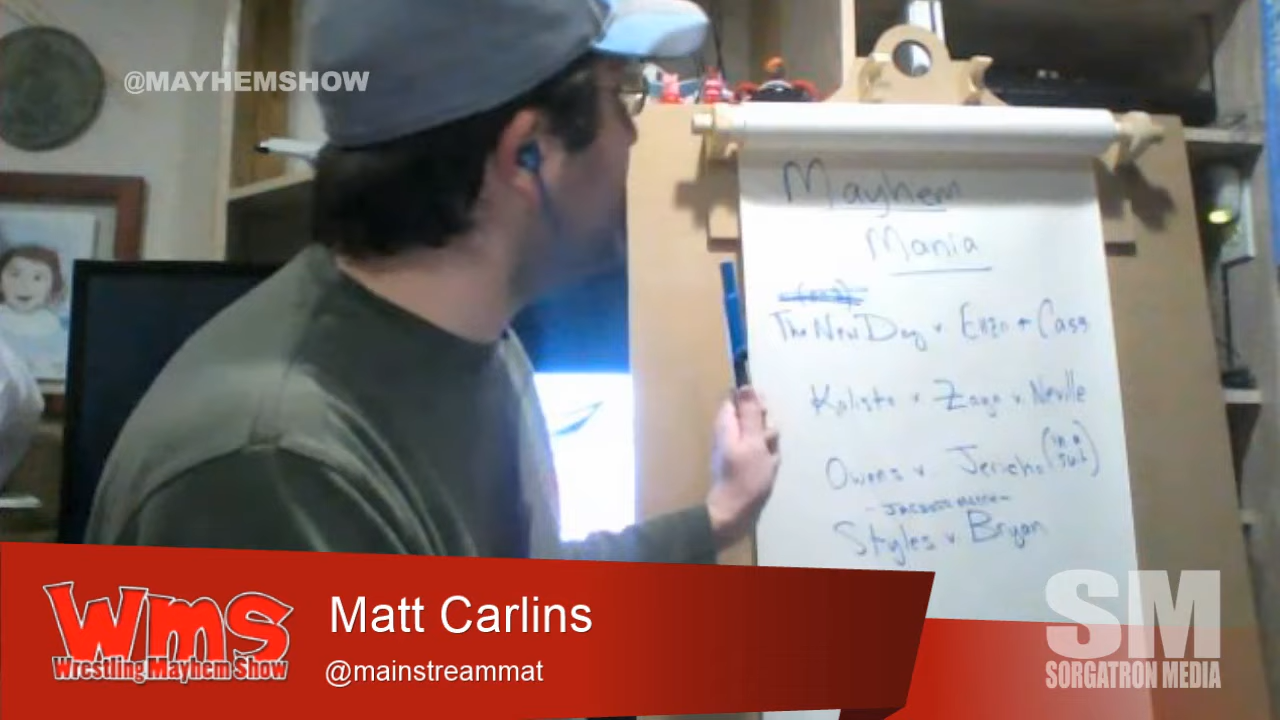 @MAYHEMSHOW
Mayhem
Mania
The New Day v Enzo + Cass
Kalisto v Zayn v Neville
Owens v Jericho (in a
Styles v Bryan
Wms
Wrestling Mayhem Show
Matt Carlins
@mainstreammat
SM
SORGATRON MEDIA